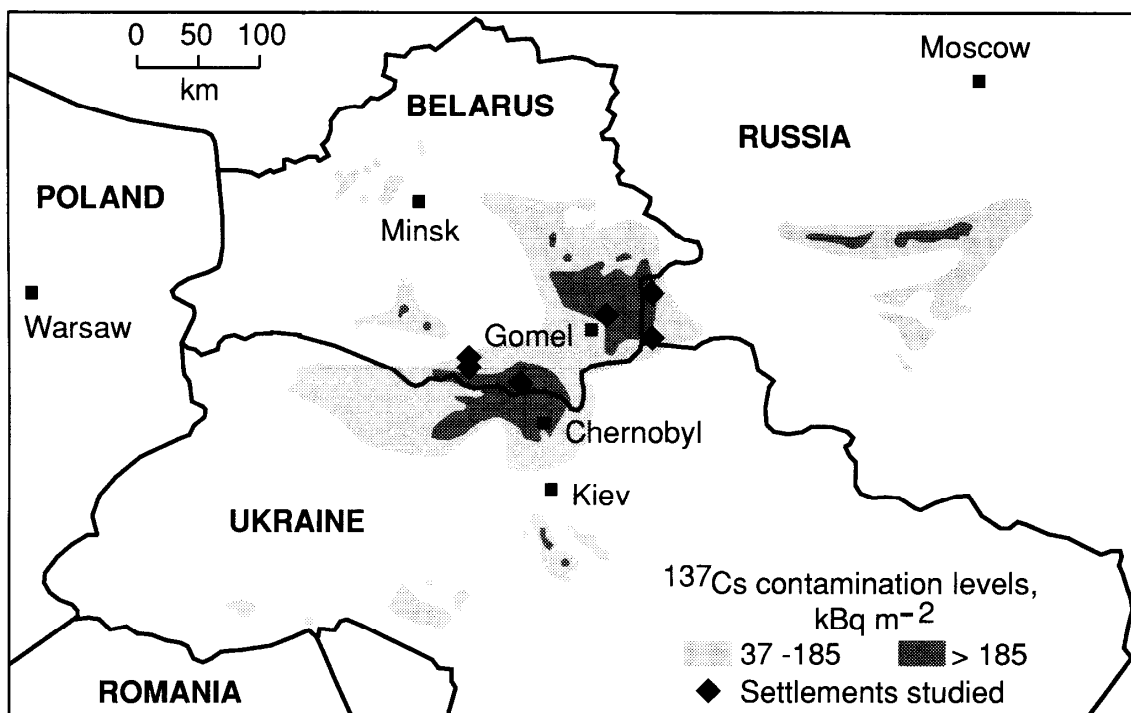 0 50 100
km
Moscow
BELARUS
RUSSIA
POLAND
Minsk
Warsaw
Gomel
Chernobyl
Kiev
UKRAINE
137Cs contamination levels,
kBq m−2
37 -185 > 185
Settlements studied
ROMANIA